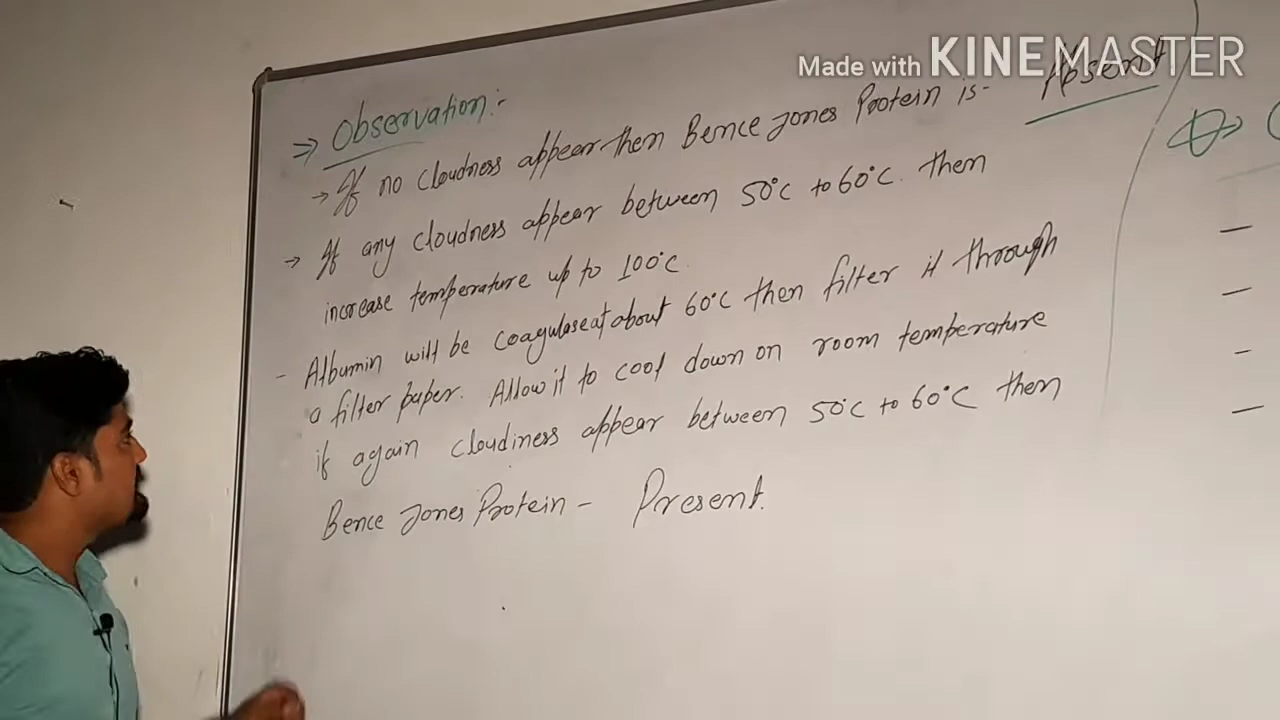 Made with KINEMASTER
⇒ Observation:-
→ If no cloudness appear then Bence Jones Protein is- Absent
→ If any cloudness appear between 50°C to 60°C. then
increase temperature up to 100°C.
- Albumin will be coagulase at about 60°C then filter it through
a filter paper. Allow it to cool down on room temperature
if again cloudiness appear between 50°C to 60°C then
Bence Jones Protein - Present.